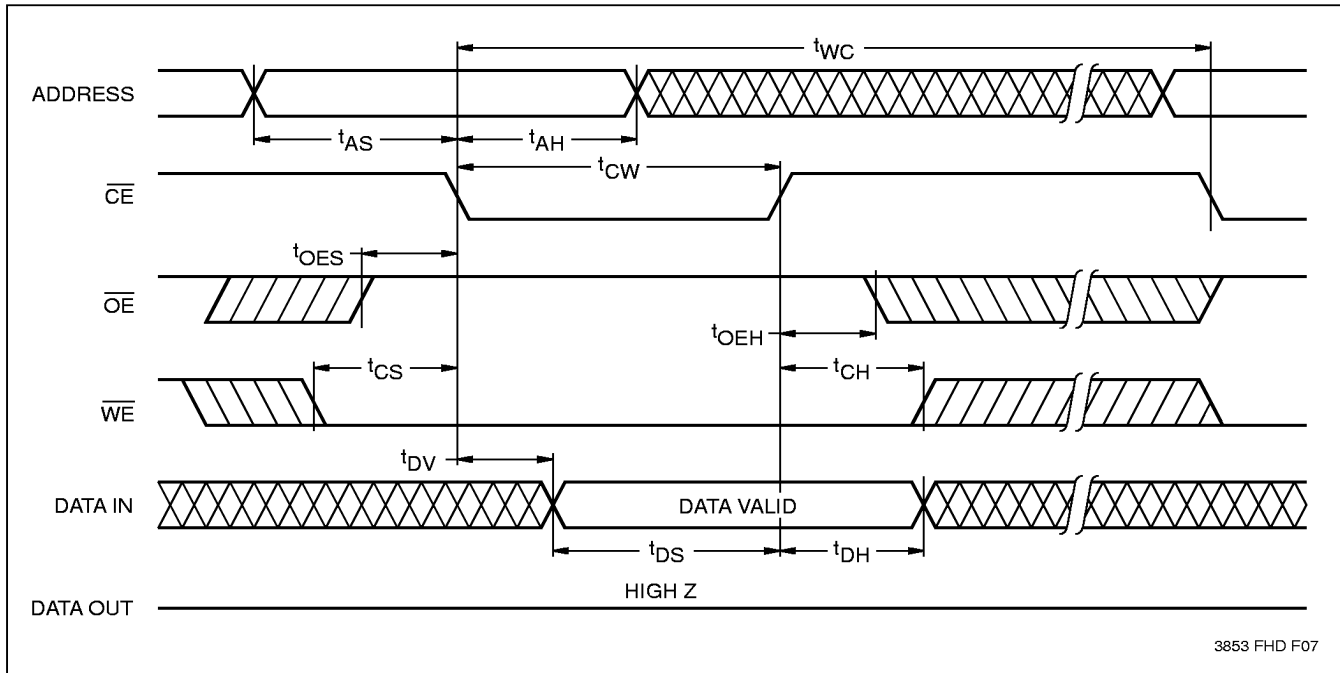 tWC
ADDRESS
tAS
tAH
tCW
CE
tOES
OE
tOEH
tCS
tCH
WE
tDV
DATA IN
DATA VALID
tDS
tDH
HIGH Z
DATA OUT
3853 FHD F07